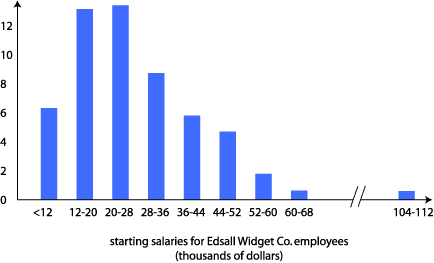 12
10
8
6
4
2
0
<12 12-20 20-28 28-36 36-44 44-52 52-60 60-68 104-112
starting salaries for Edsall Widget Co. employees
(thousands of dollars)